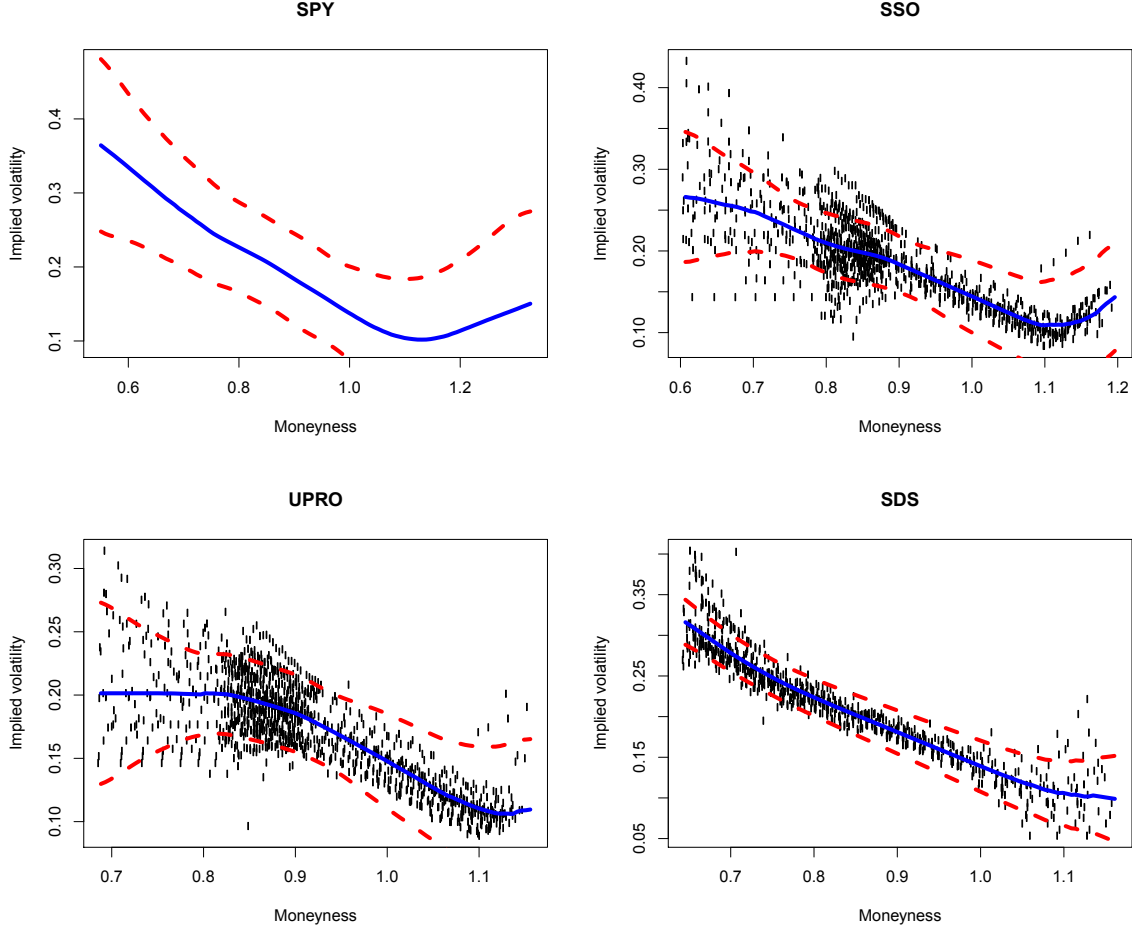 SPY
Implied volatility
0.1 0.2 0.3 0.4
0.6 0.8 1.0 1.2
Moneyness
SSO
Implied volatility
0.10 0.20 0.30 0.40
0.6 0.7 0.8 0.9 1.0 1.1 1.2
Moneyness
UPRO
Implied volatility
0.10 0.15 0.20 0.25 0.30
0.7 0.8 0.9 1.0 1.1
Moneyness
SDS
Implied volatility
0.05 0.15 0.25 0.35
0.7 0.8 0.9 1.0 1.1
Moneyness